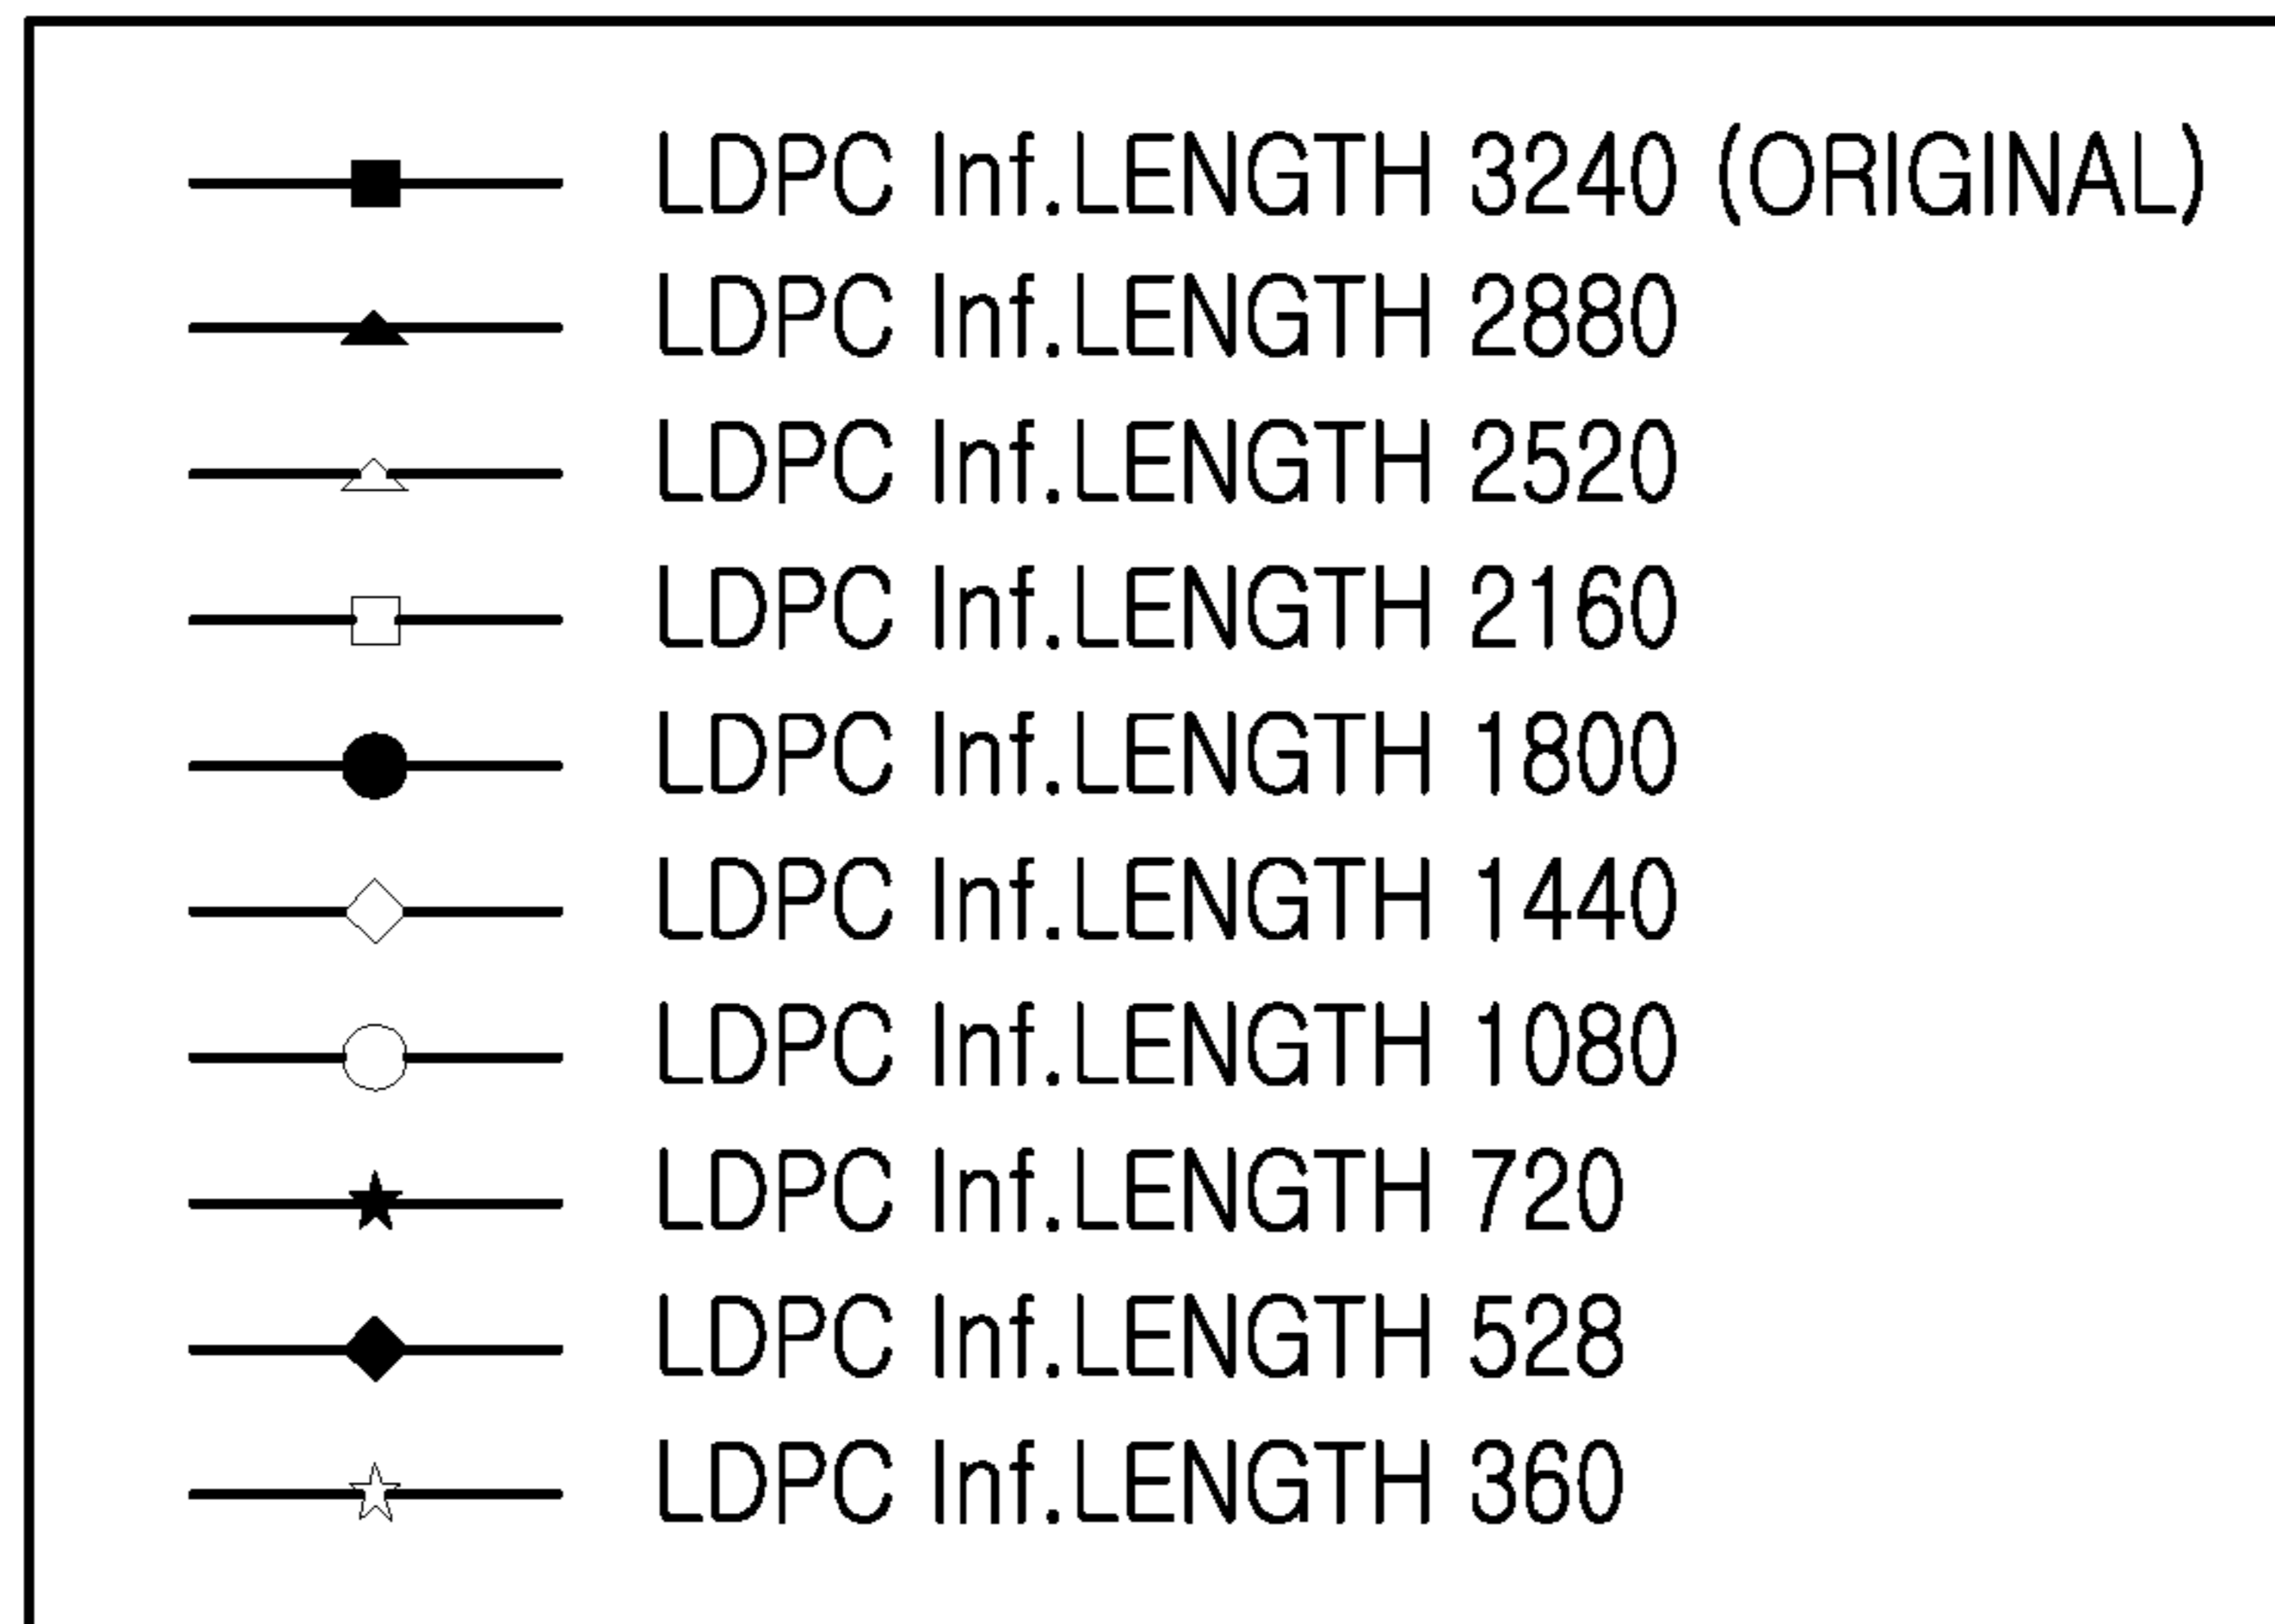 LDPC Inf.LENGTH 3240 (ORIGINAL)
LDPC Inf.LENGTH 2880
LDPC Inf.LENGTH 2520
LDPC Inf.LENGTH 2160
LDPC Inf.LENGTH 1800
LDPC Inf.LENGTH 1440
LDPC Inf.LENGTH 1080
LDPC Inf.LENGTH 720
LDPC Inf.LENGTH 528
LDPC Inf.LENGTH 360